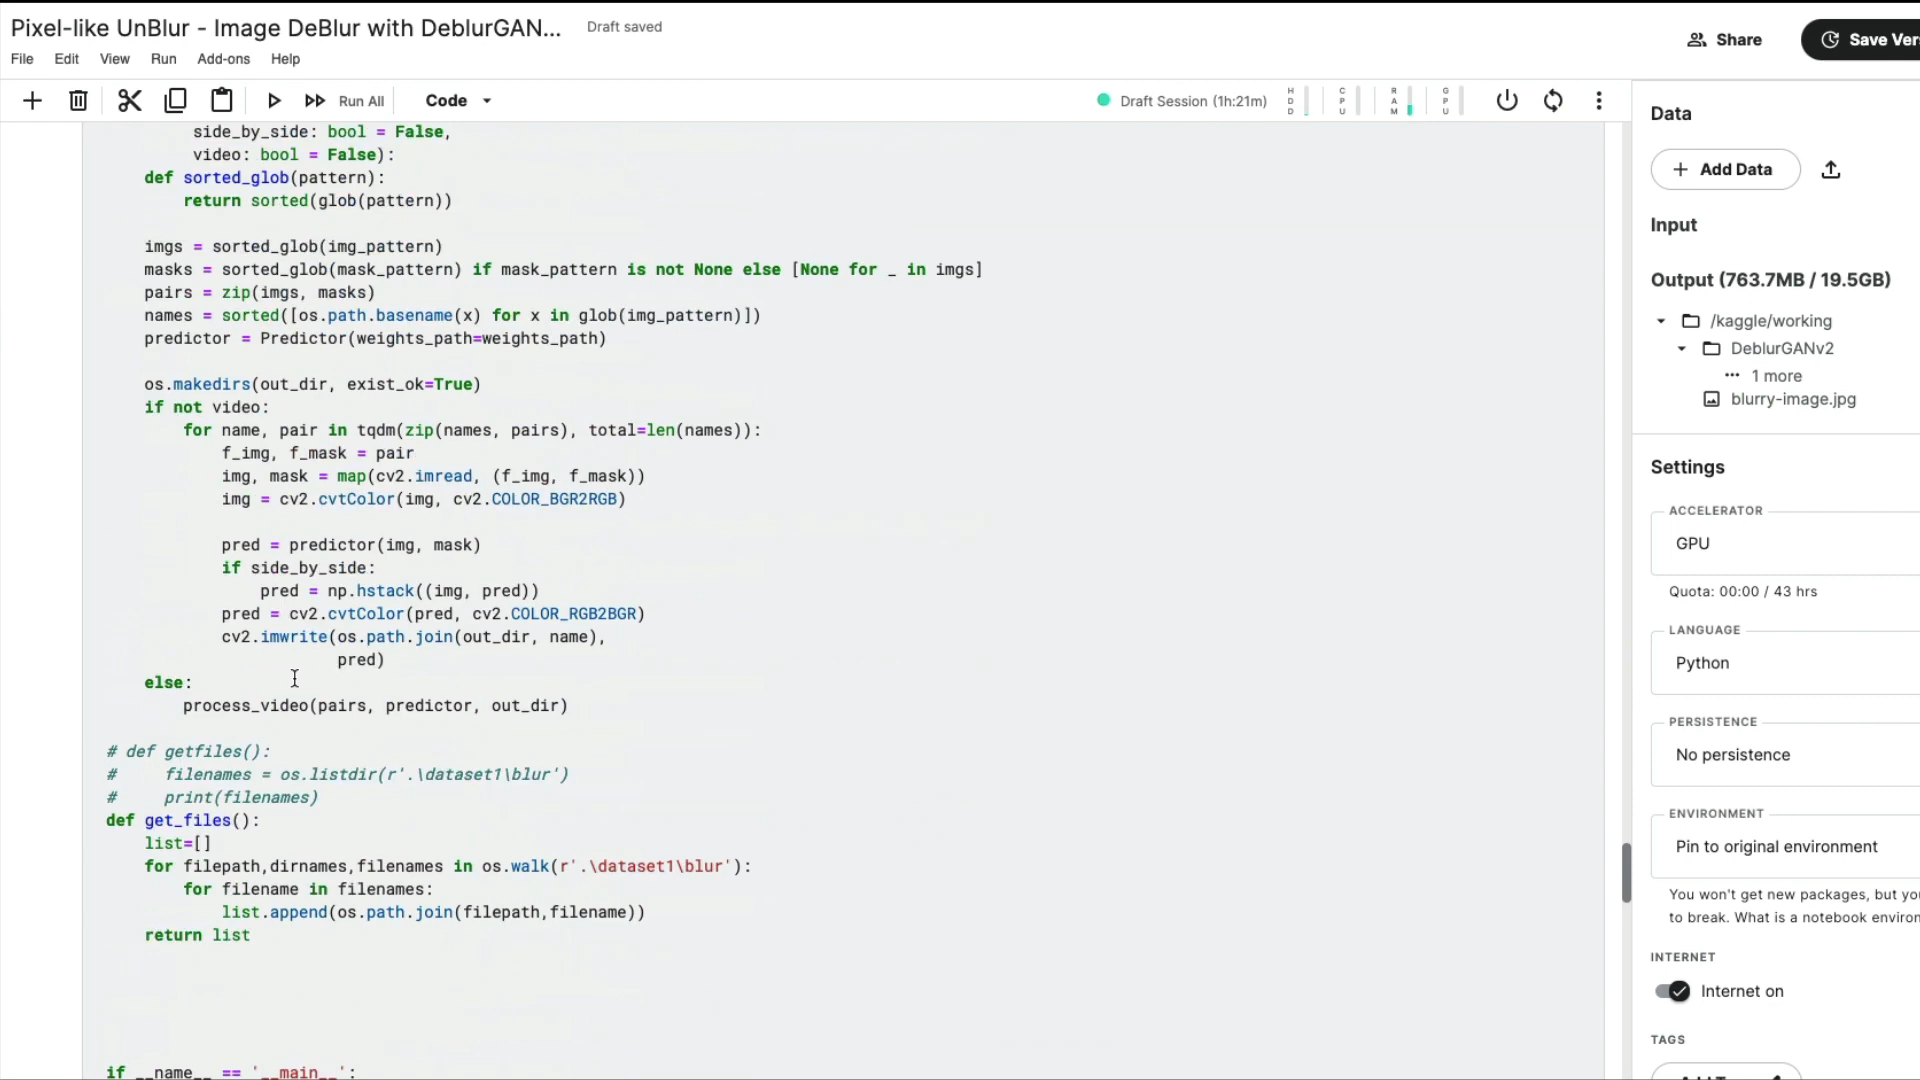 Pixel-like UnBlur - Image DeBlur with DeblurGAN...
Draft saved
Share
Save Vers
File Edit View Run Add-ons Help
Run All
Code
Draft Session (1h:21m)
HDD
CPU
RAM
GPU
side_by_side: bool = False,
video: bool = False):
def sorted_glob(pattern):
return sorted(glob(pattern))
imgs = sorted_glob(img_pattern)
masks = sorted_glob(mask_pattern) if mask_pattern is not None else [None for _ in imgs]
pairs = zip(imgs, masks)
names = sorted([os.path.basename(x) for x in glob(img_pattern)])
predictor = Predictor(weights_path=weights_path)
os.makedirs(out_dir, exist_ok=True)
if not video:
for name, pair in tqdm(zip(names, pairs), total=len(names)):
f_img, f_mask = pair
img, mask = map(cv2.imread, (f_img, f_mask))
img = cv2.cvtColor(img, cv2.COLOR_BGR2RGB)
pred = predictor(img, mask)
if side_by_side:
pred = np.hstack((img, pred))
pred = cv2.cvtColor(pred, cv2.COLOR_RGB2BGR)
cv2.imwrite(os.path.join(out_dir, name),
pred)
else:
process_video(pairs, predictor, out_dir)
# def getfiles():
#     filenames = os.listdir(r'.\dataset1\blur')
#     print(filenames)
def get_files():
list=[]
for filepath,dirnames,filenames in os.walk(r'.\dataset1\blur'):
for filename in filenames:
list.append(os.path.join(filepath,filename))
return list
if __name__ == '__main__':
Data
Add Data
Input
Output (763.7MB / 19.5GB)
/kaggle/working
DeblurGANv2
1 more
blurry-image.jpg
Settings
ACCELERATOR
GPU
Quota: 00:00 / 43 hrs
LANGUAGE
Python
PERSISTENCE
No persistence
ENVIRONMENT
Pin to original environment
You won't get new packages, but you
to break. What is a notebook environ
INTERNET
Internet on
TAGS